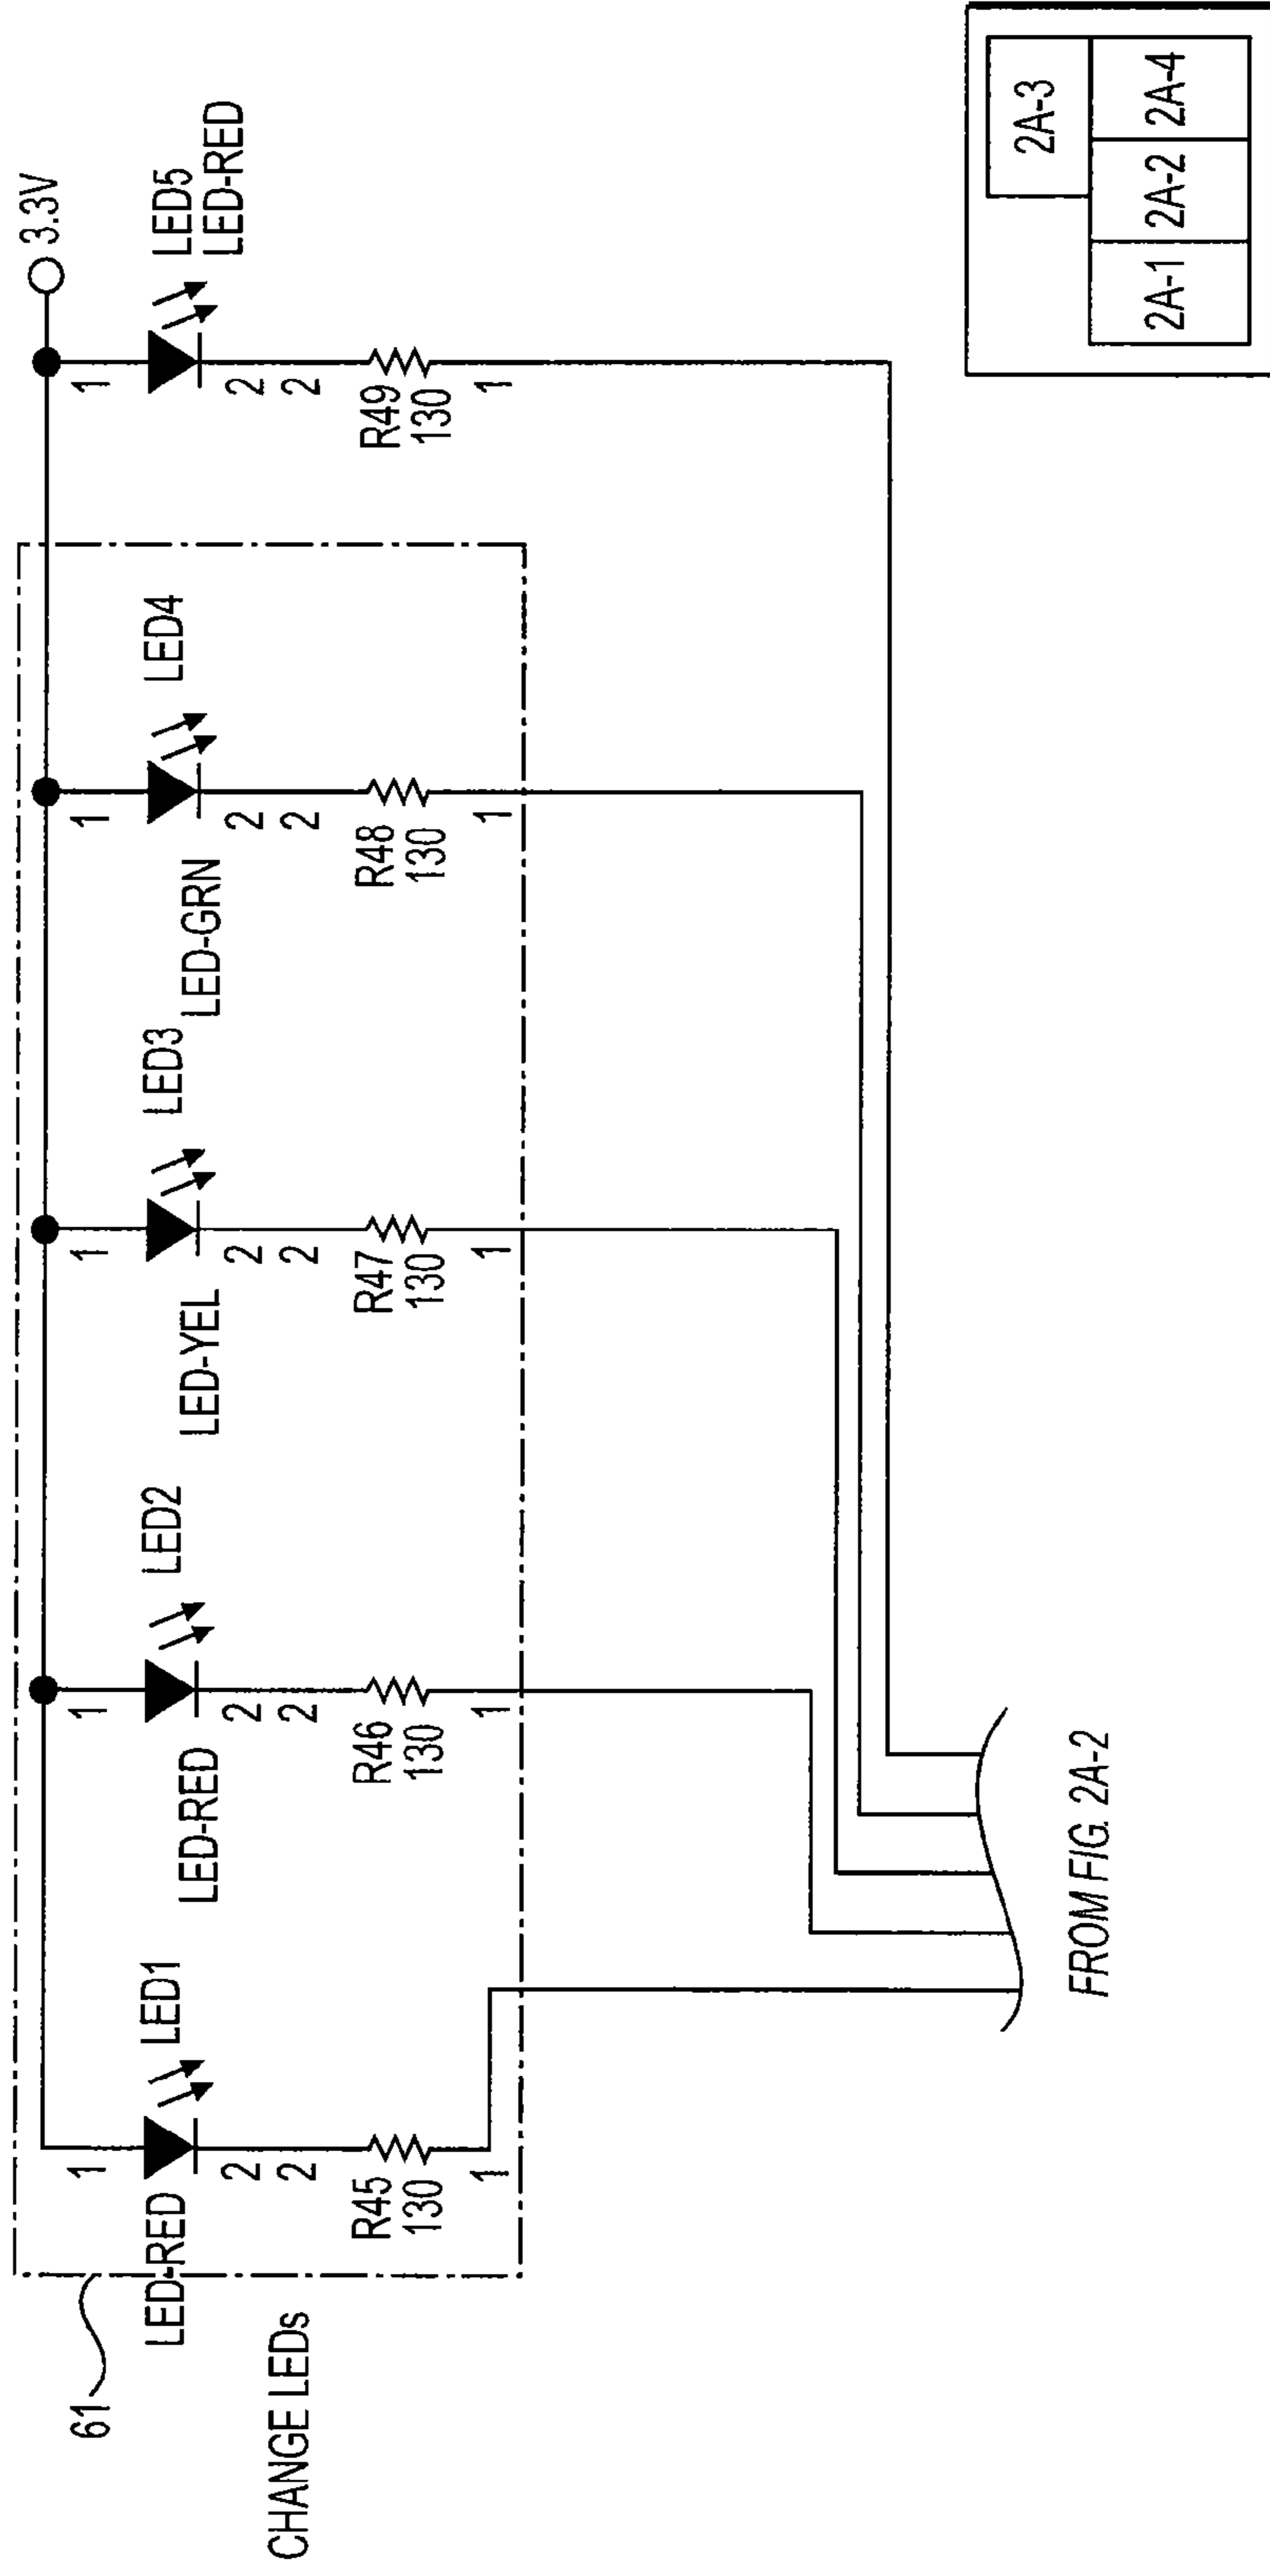 3.3V
61
1
1
1
1
1
LED1
LED2
LED3
LED4
LED5
LED-RED
LED-RED
LED-RED
LED-YEL
LED-GRN
2
2
2
2
2
2
2
2
2
2
CHANGE LEDs
R45
130
R46
130
R47
130
R48
130
R49
130
1
1
1
1
1
FROM FIG. 2A-2
2A-3
2A-1
2A-2
2A-4